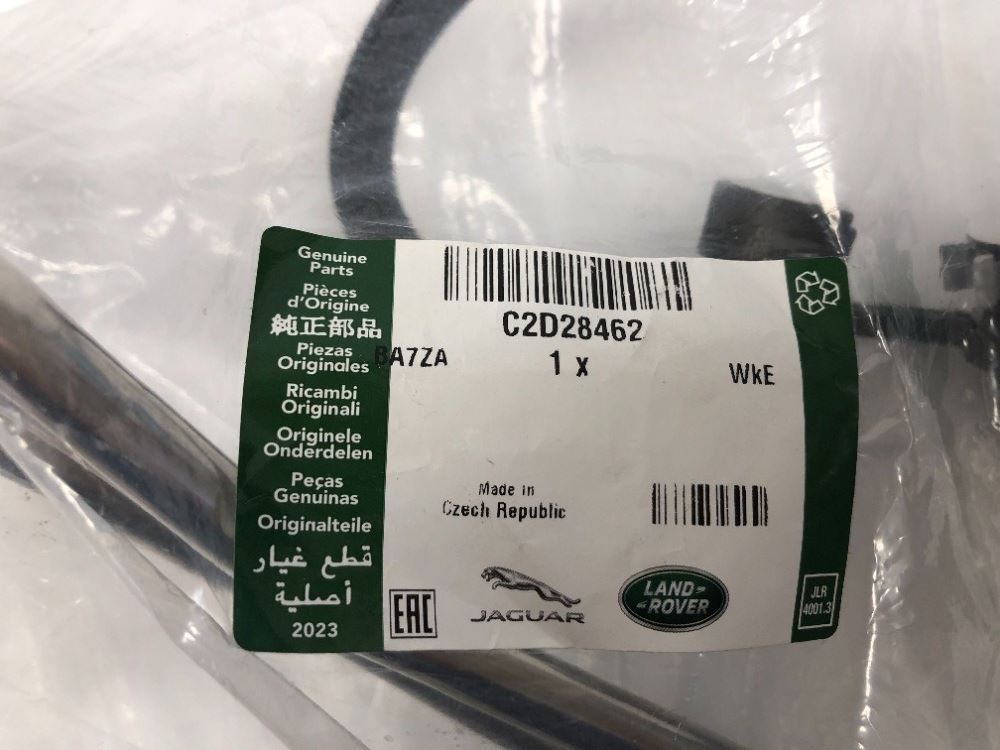 Genuine
Parts
Pièces
d'Origine
純正部品
Piezas
Originales
Ricambi
Originali
Originele
Onderdelen
Peças
Genuinas
Originalteile
قطع غيار
أصلية
2023
C2D28462
BA7ZA
1 x
WkE
Made in
Czech Republic
EAC
JAGUAR
LAND
ROVER
JLR
4001.3